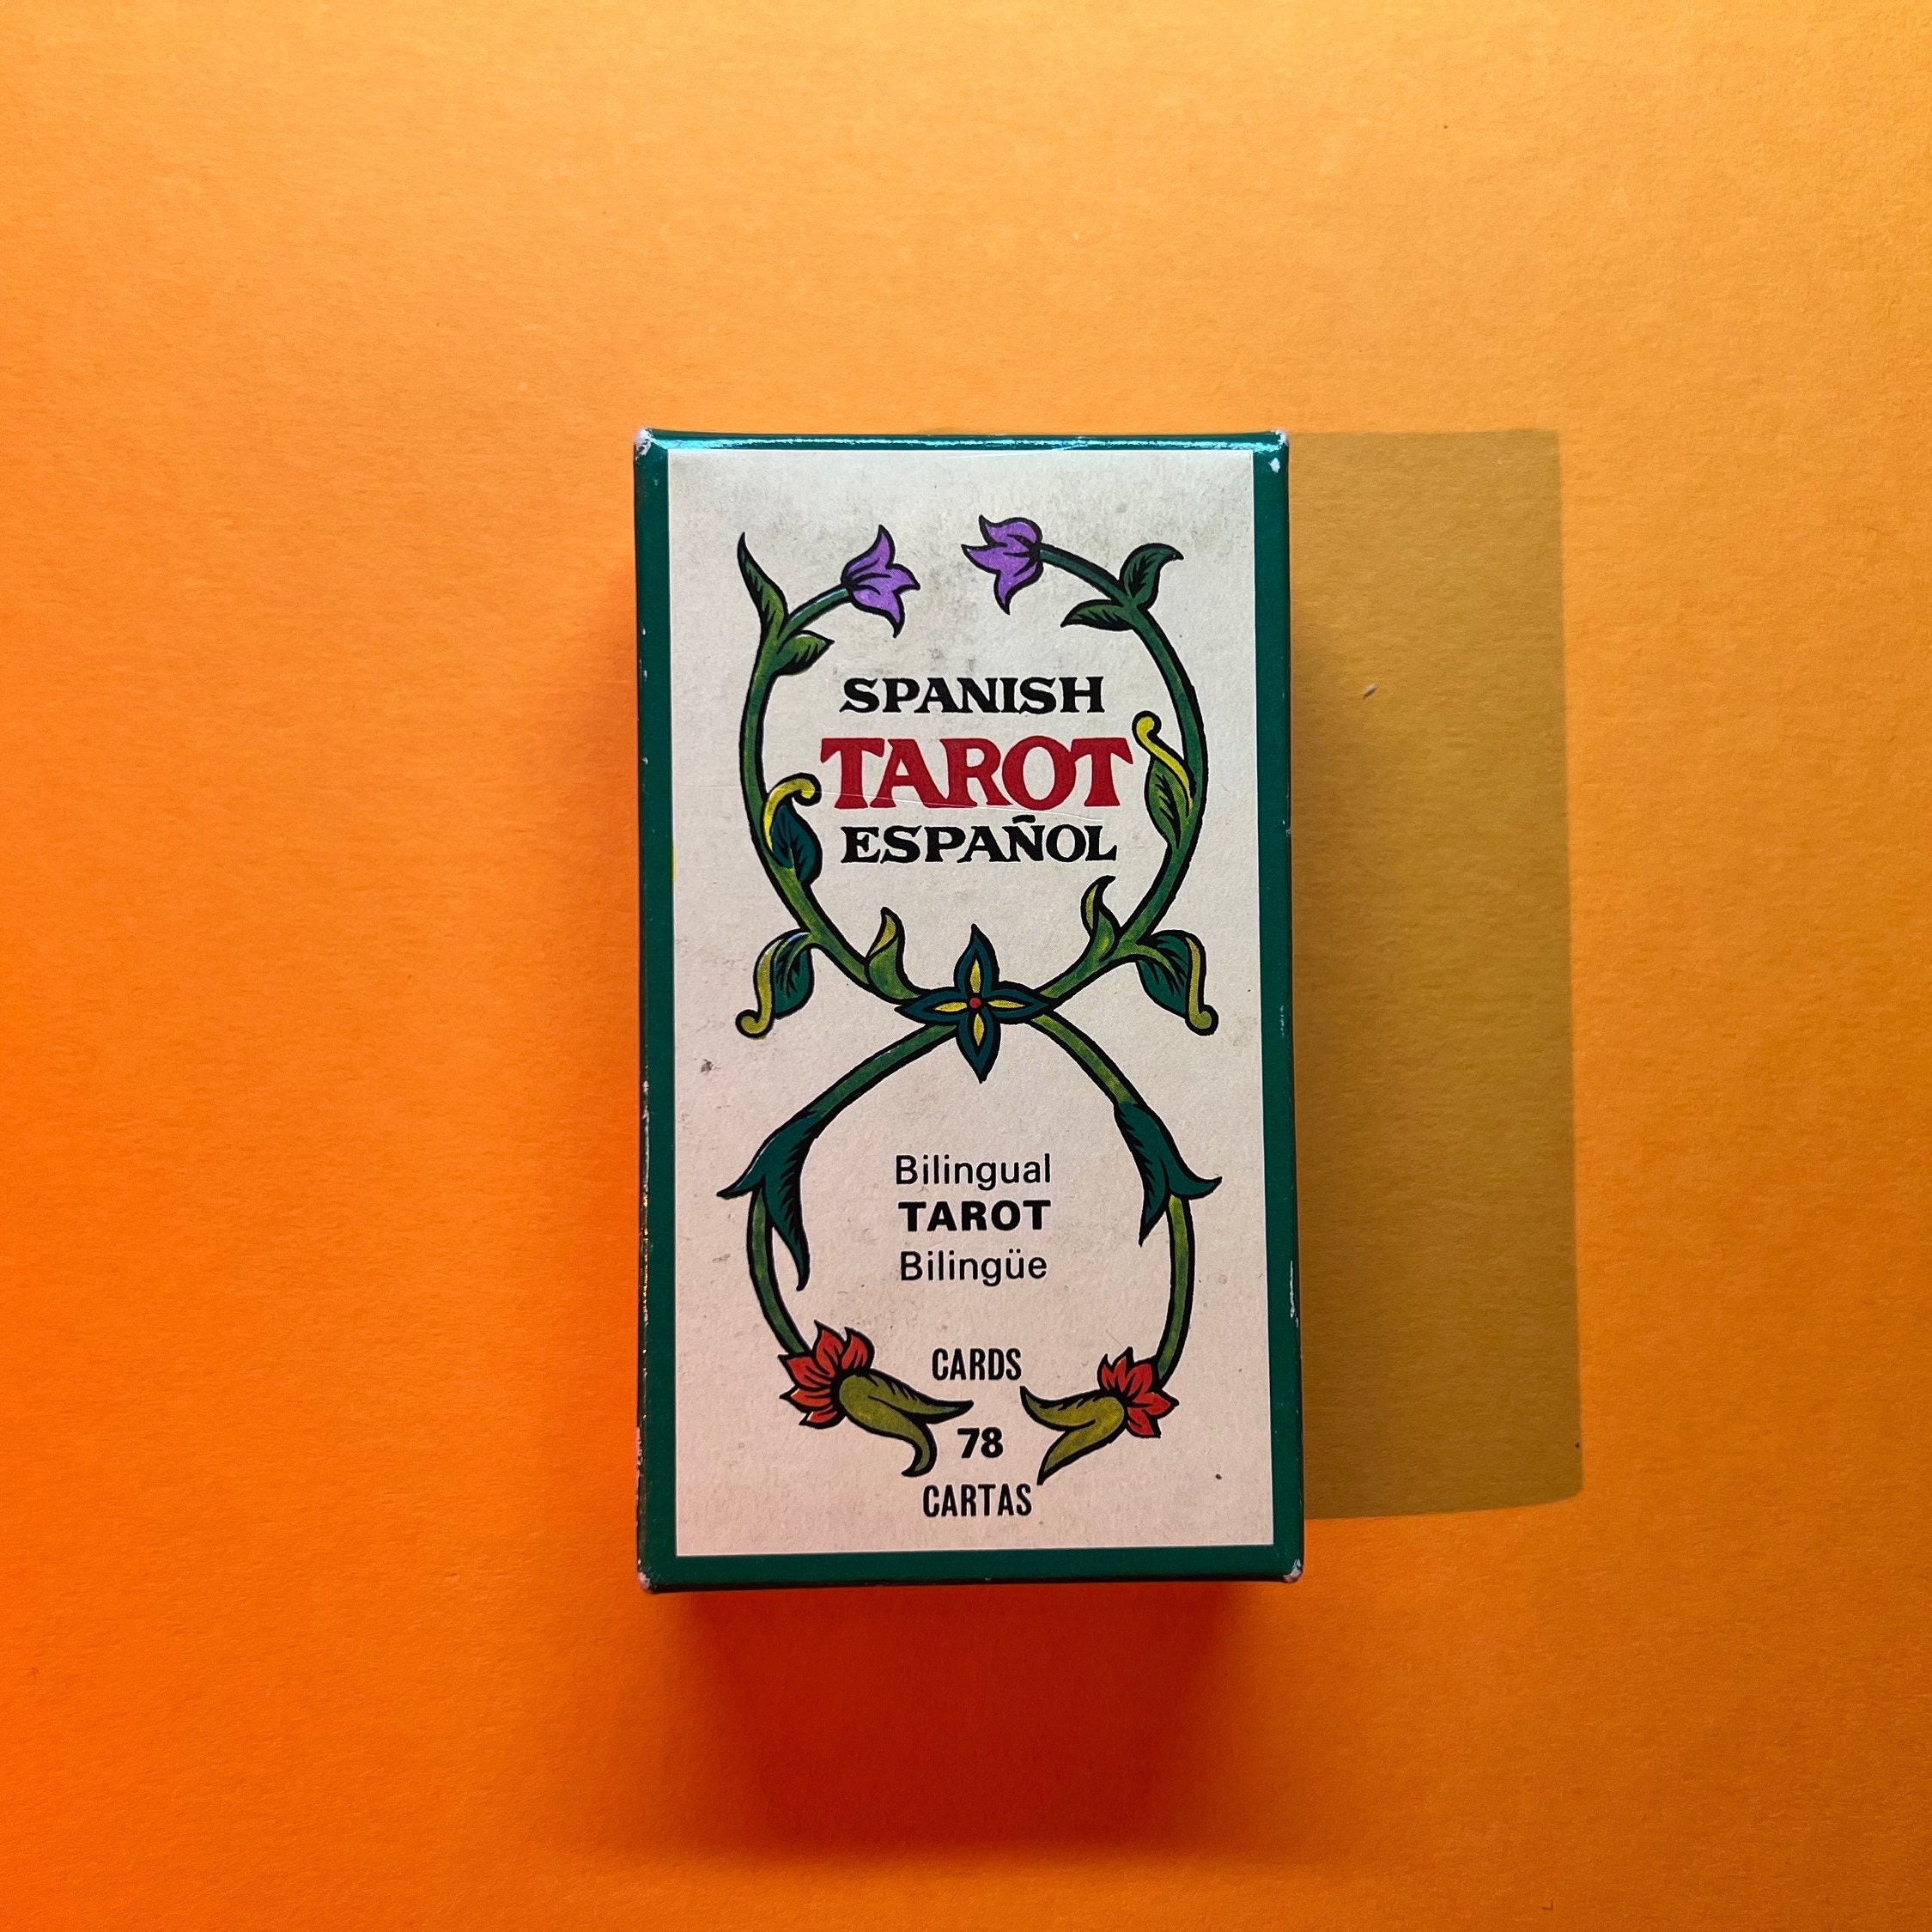 SPANISH
TAROT
ESPAÑOL
Bilingual
TAROT
Bilingüe
CARDS
78
CARTAS